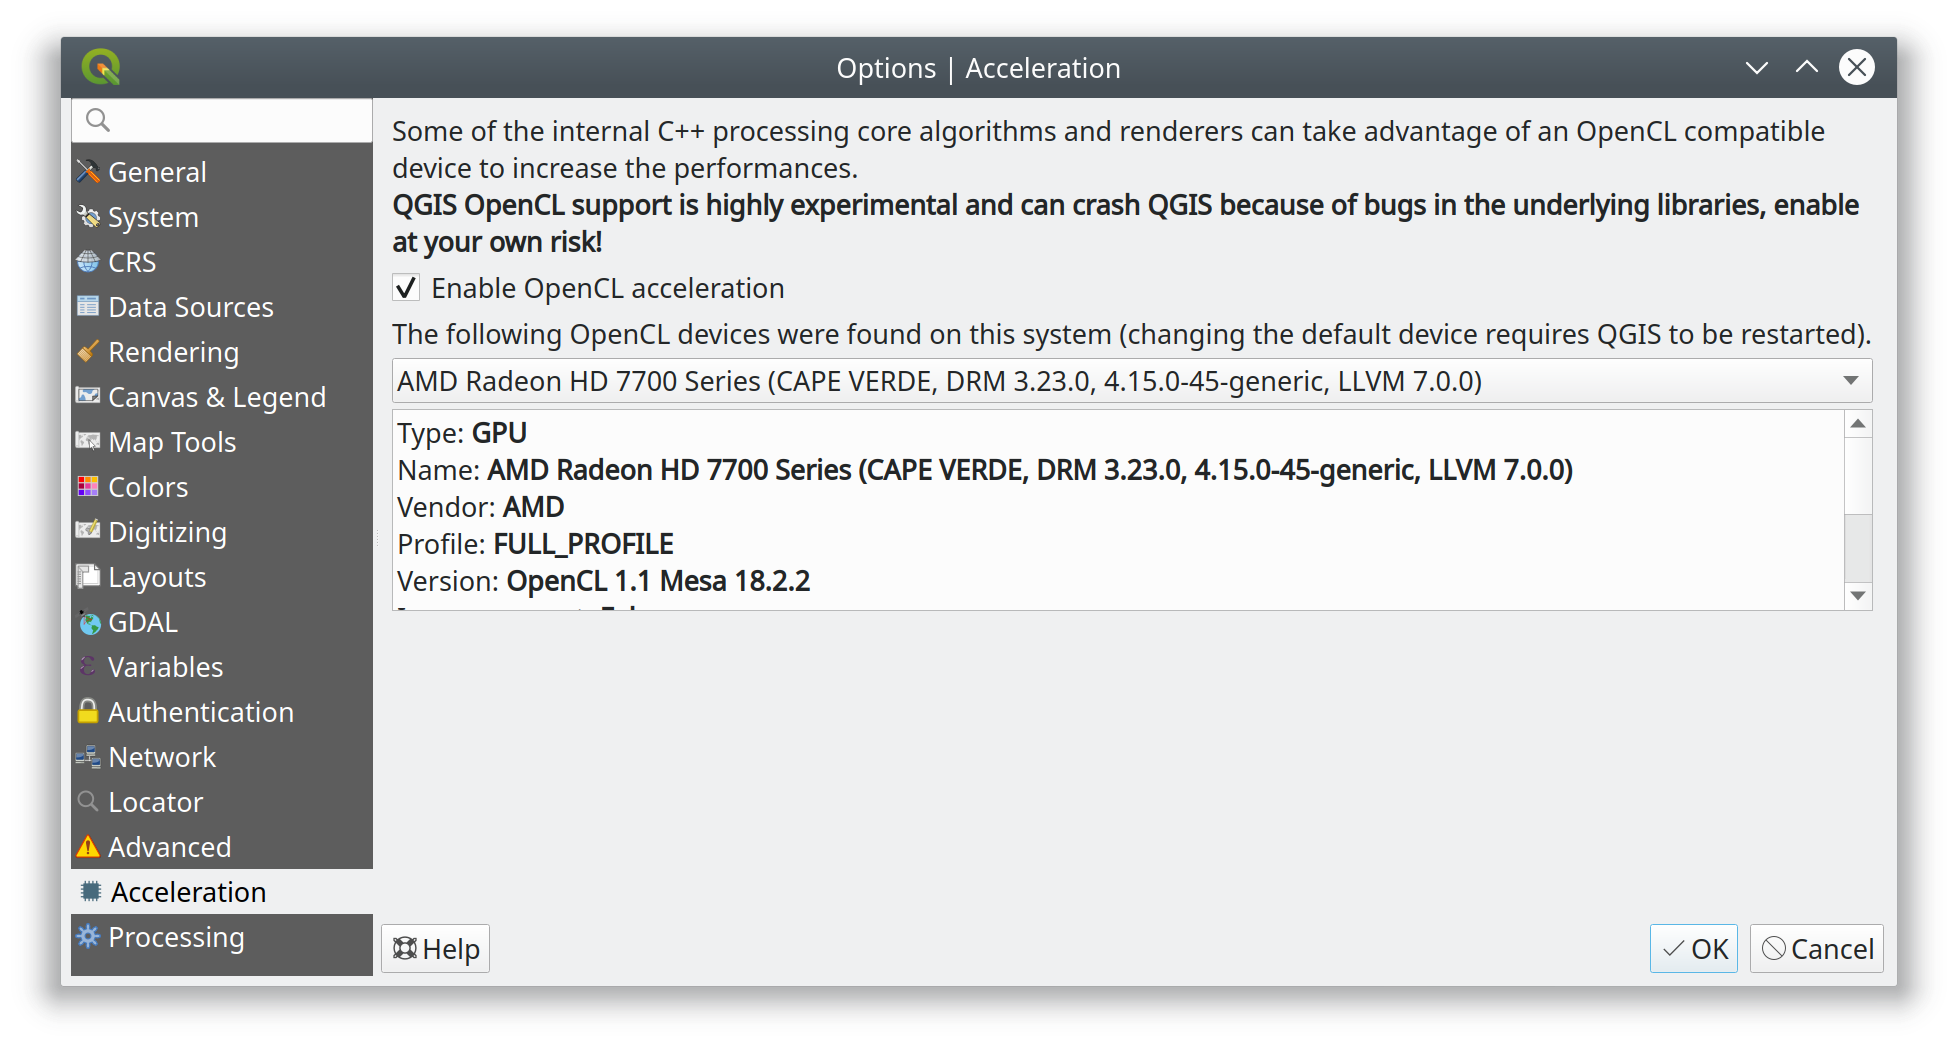 Options | Acceleration
General
System
CRS
Data Sources
Rendering
Canvas & Legend
Map Tools
Colors
Digitizing
Layouts
GDAL
Variables
Authentication
Network
Locator
Advanced
Acceleration
Processing
Some of the internal C++ processing core algorithms and renderers can take advantage of an OpenCL compatible
device to increase the performances.
QGIS OpenCL support is highly experimental and can crash QGIS because of bugs in the underlying libraries, enable
at your own risk!
Enable OpenCL acceleration
The following OpenCL devices were found on this system (changing the default device requires QGIS to be restarted).
AMD Radeon HD 7700 Series (CAPE VERDE, DRM 3.23.0, 4.15.0-45-generic, LLVM 7.0.0)
Type: GPU
Name: AMD Radeon HD 7700 Series (CAPE VERDE, DRM 3.23.0, 4.15.0-45-generic, LLVM 7.0.0)
Vendor: AMD
Profile: FULL_PROFILE
Version: OpenCL 1.1 Mesa 18.2.2
Help
OK
Cancel